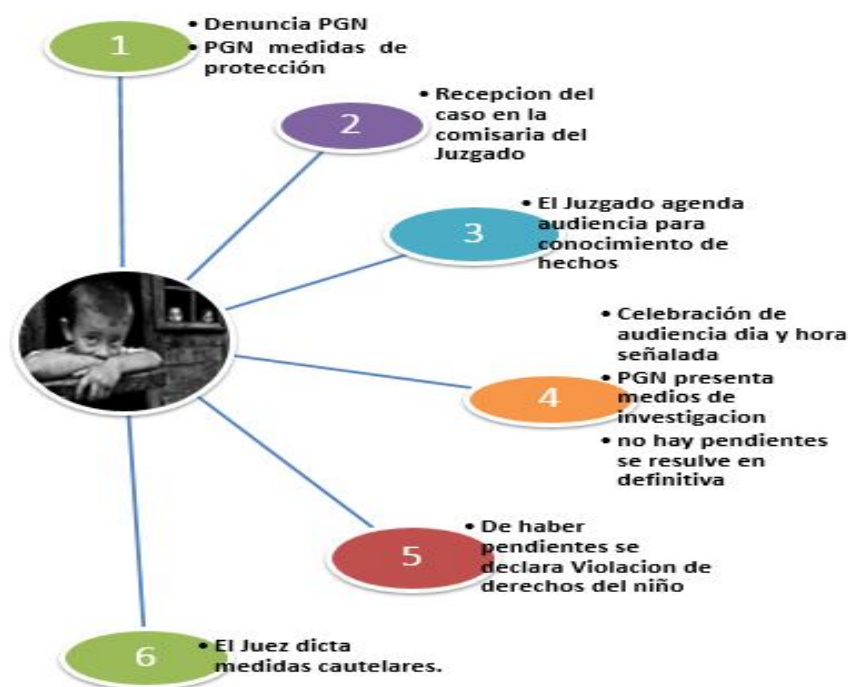 1
• Denuncia PGN
• PGN medidas de
protección
2
• Recepcion del
caso en la
comisaria del
Juzgado
3
• El Juzgado agenda
audiencia para
conocimiento de
hechos
4
• Celebración de
audiencia dia y hora
señalada
• PGN presenta
medios de
investigacion
• no hay pendientes
se resulve en
definitiva
5
• De haber
pendientes se
declara Violacion de
derechos del niño
6
• El Juez dicta
medidas cautelares.